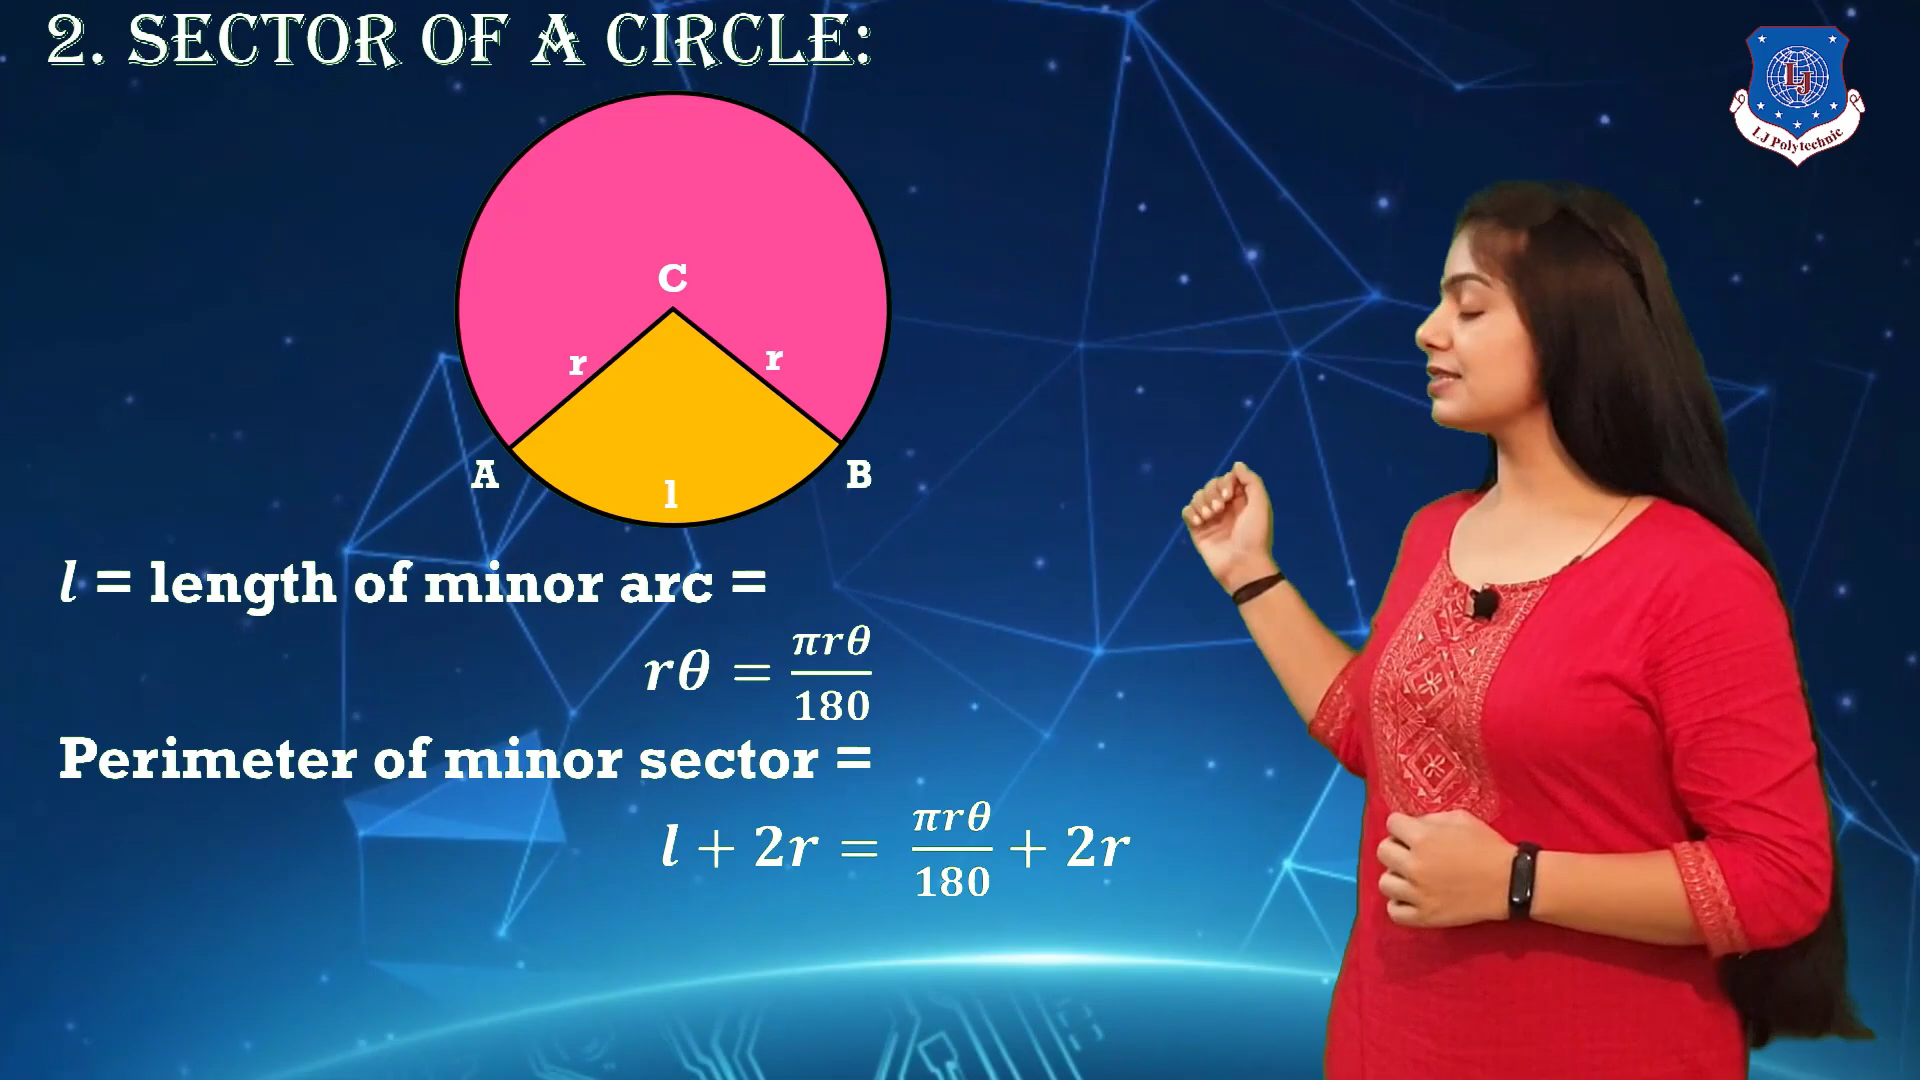 2. SECTOR OF A CIRCLE:
LJ
LJ Polytechnic
C
r r
A B
l
l = length of minor arc =
rθ = πrθ/180
Perimeter of minor sector =
l + 2r = πrθ/180 + 2r